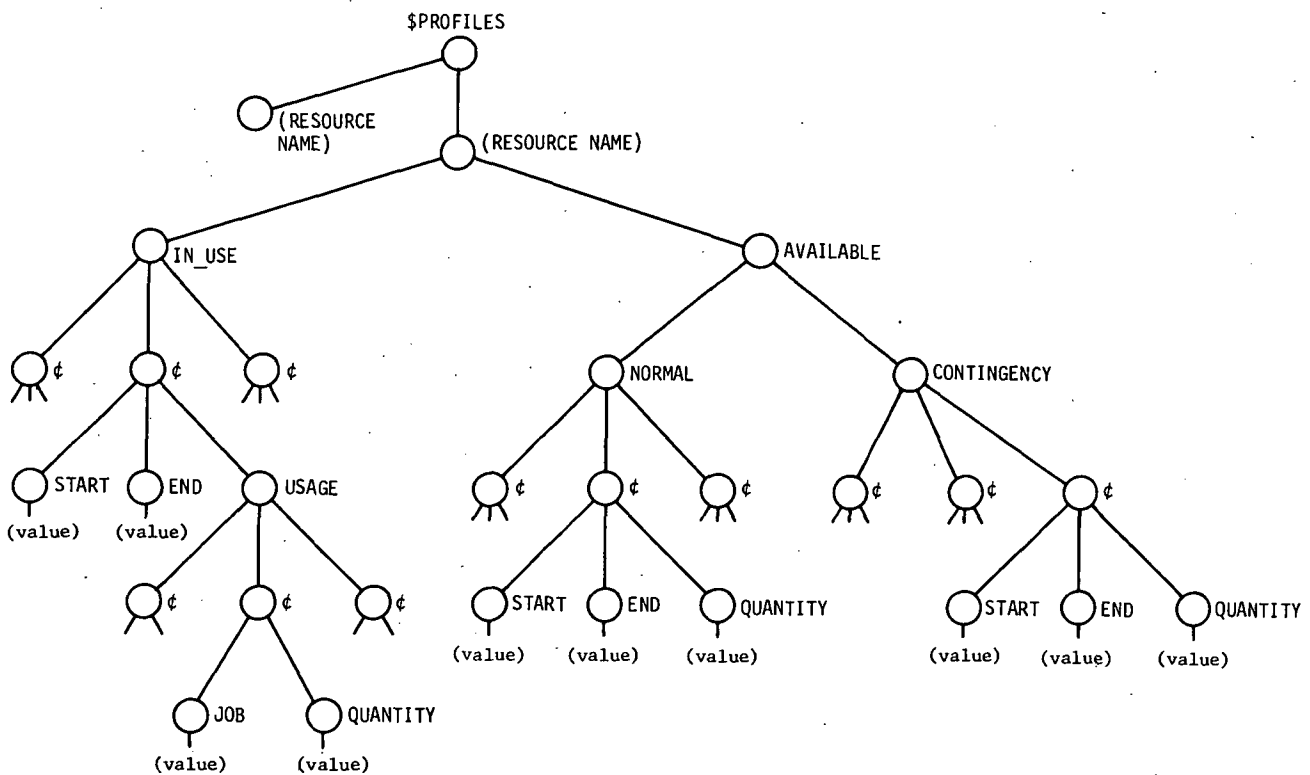 $PROFILES
(RESOURCE
NAME)
(RESOURCE NAME)
IN_USE
AVAILABLE
¢ ¢ ¢
NORMAL
CONTINGENCY
START END USAGE
¢ ¢ ¢
¢ ¢ ¢
(value) (value)
¢ ¢ ¢
START END QUANTITY
START END QUANTITY
(value) (value) (value)
(value) (value) (value)
JOB QUANTITY
(value) (value)